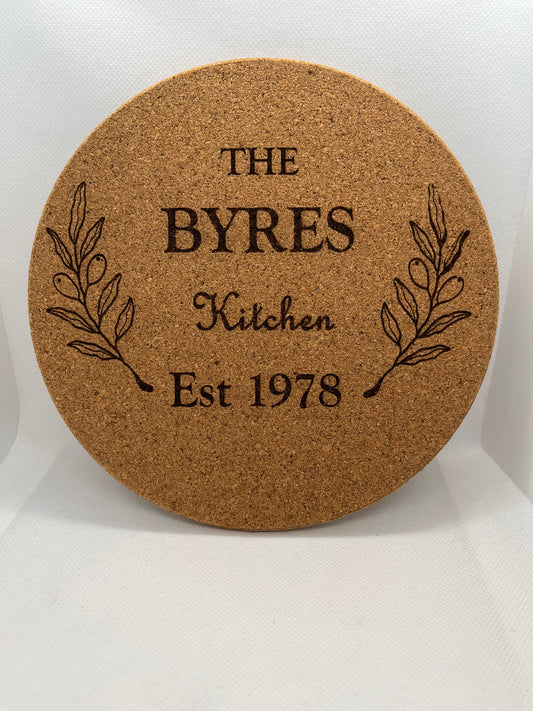 THE
BYRES
Kitchen
Est 1978